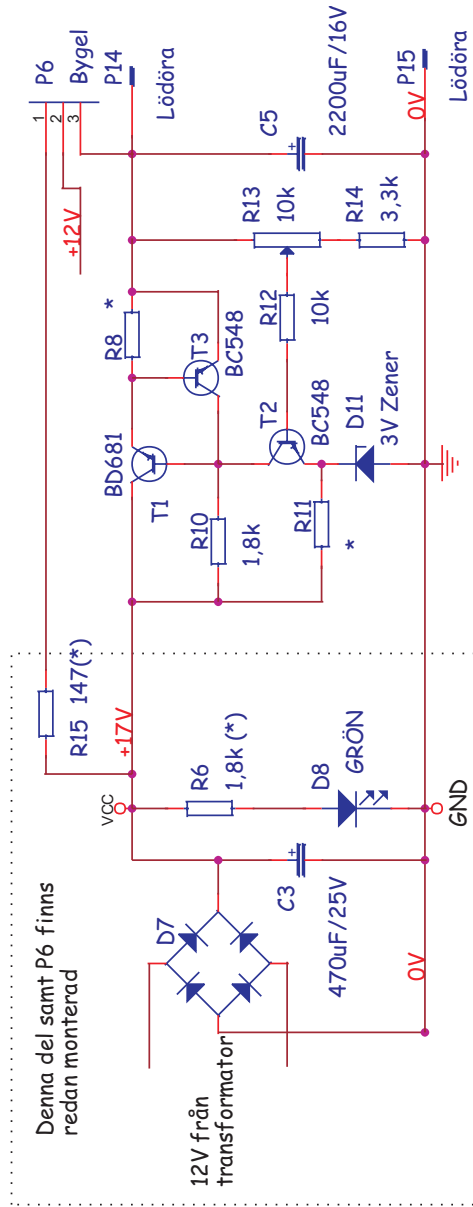 Denna del samt P6 finns
redan monterad
12V från
transformator
D7
C3
+
470uF/25V
0V
VCC
R6
1,8k (*)
D8
GRÖN
GND
R15 147(*)
+17V
T1
BD681
R10
1,8k
R11
*
R8
*
T3
BC548
T2
BC548
D11
3V Zener
R12
10k
R13
10k
R14
3,3k
C5
+
2200uF/16V
+12V
1
2
3
P6
Bygel
P14
Lödöra
0V
P15
Lödöra